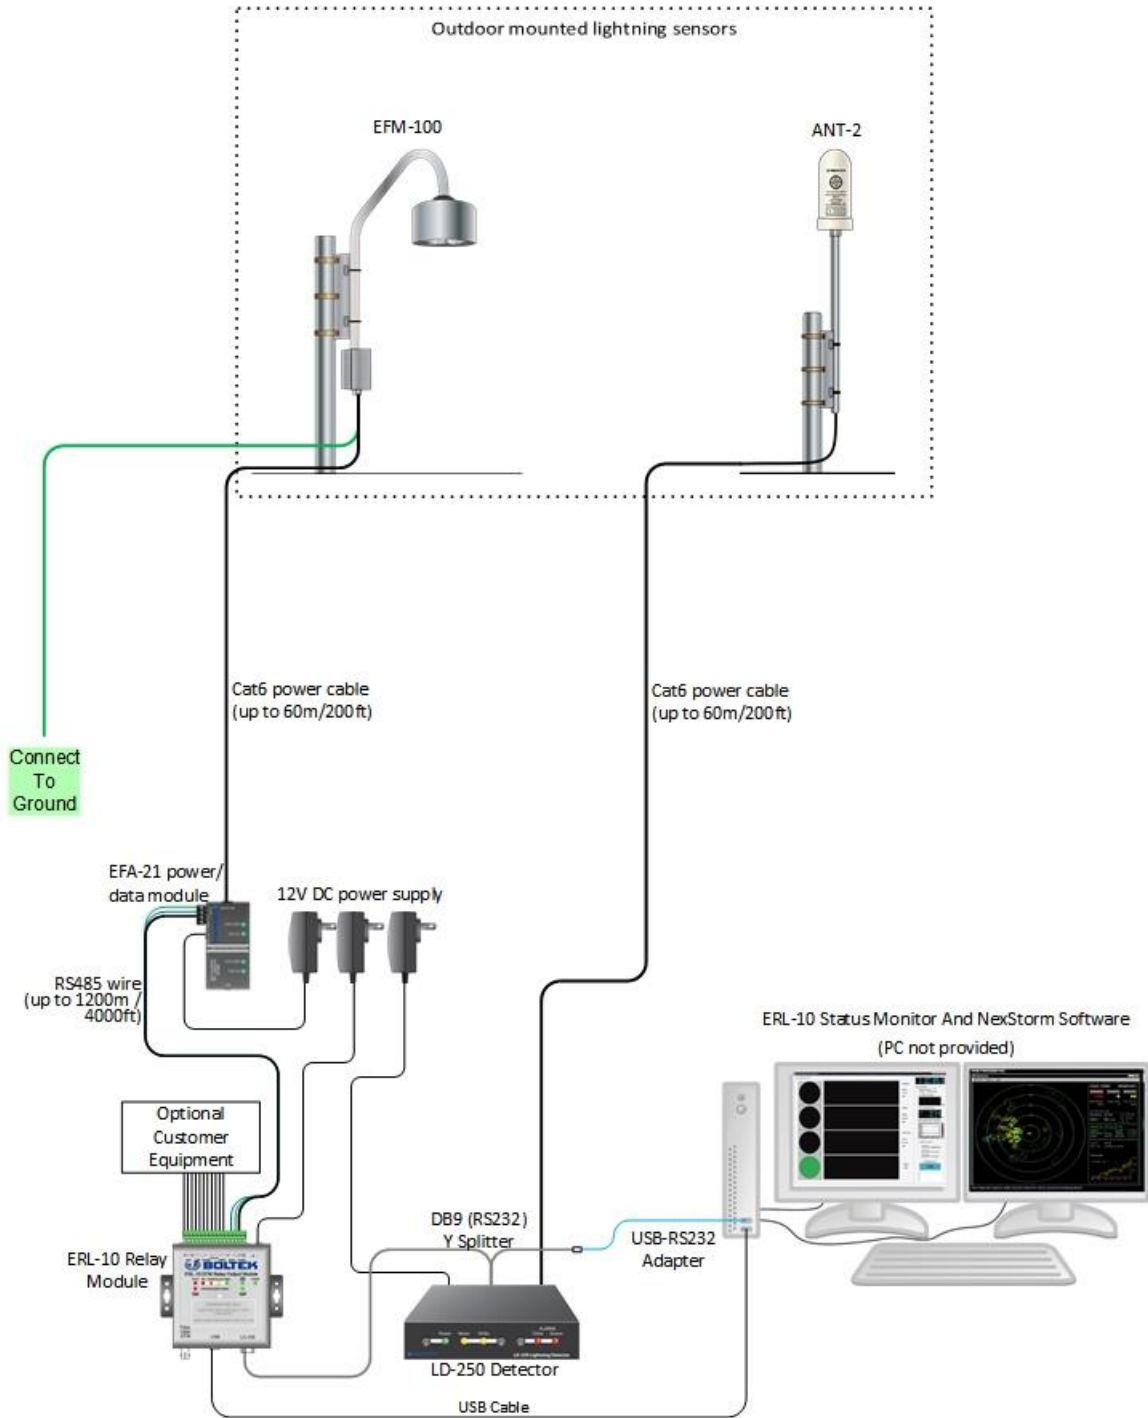 Outdoor mounted lightning sensors
EFM-100
ANT-2
Cat6 power cable
(up to 60m/200ft)
Cat6 power cable
(up to 60m/200ft)
Connect
To
Ground
EFA-21 power/
data module
12V DC power supply
RS485 wire
(up to 1200m /
4000ft)
ERL-10 Status Monitor And NexStorm Software
(PC not provided)
Optional
Customer
Equipment
DB9 (RS232)
Y Splitter
USB-RS232
Adapter
ERL-10 Relay
Module
BOLTEK
LD-250 Detector
USB Cable